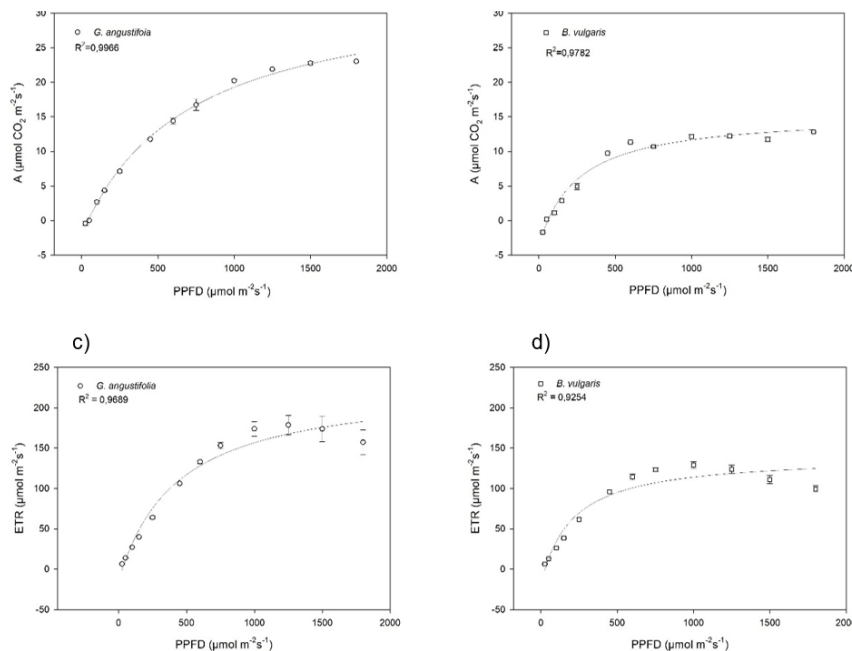 30
25
20
15
10
5
0
-5
A (µmol CO2 m-2s-1)
G. angustifoia
R2=0,9966
0
500
1000
1500
2000
PPFD (µmol m-2s-1)
30
25
20
15
10
5
0
-5
A (µmol CO2 m-2s-1)
B. vulgaris
R2=0,9782
0
500
1000
1500
2000
PPFD (µmol m-2s-1)
c)
250
200
150
100
50
0
-50
ETR (µmol m-2s-1)
G. angustifolia
R2 = 0,9689
0
500
1000
1500
2000
PPFD (µmol m-2s-1)
d)
250
200
150
100
50
0
-50
ETR (µmol m-2s-1)
B. vulgaris
R2 = 0,9254
0
500
1000
1500
2000
PPFD (µmol m-2s-1)